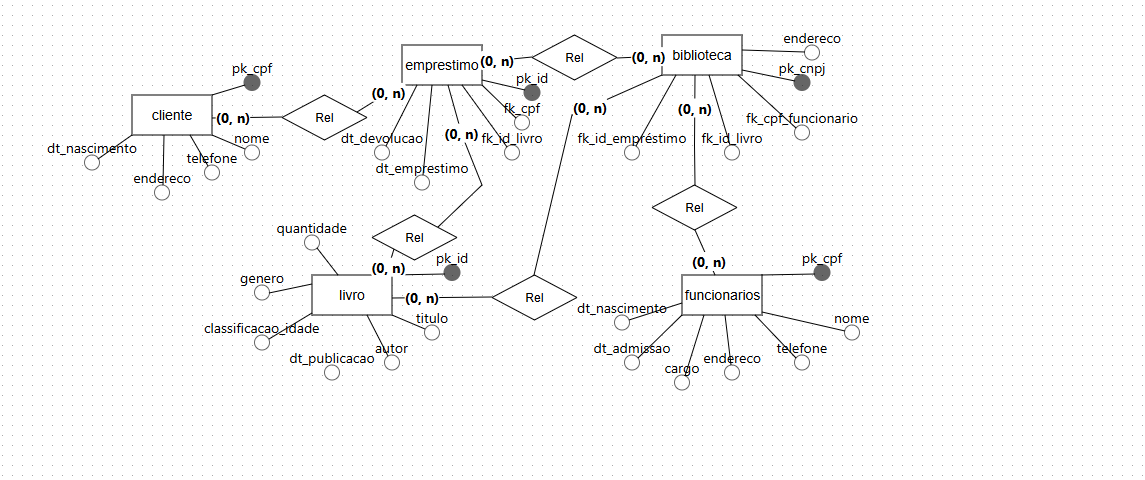 endereco
biblioteca
Rel
(0, n)
(0, n)
emprestimo
pk_cpf
pk_cnpj
pk_id
(0, n)
fk_cpf
(0, n)
(0, n)
cliente
(0, n)
Rel
fk_cpf_funcionario
nome
dt_devolucao
(0, n)
fk_id_livro
fk_id_empréstimo
fk_id_livro
dt_nascimento
telefone
dt_emprestimo
endereco
Rel
quantidade
Rel
pk_id
(0, n)
(0, n)
pk_cpf
genero
livro
(0, n)
Rel
funcionarios
dt_nascimento
titulo
nome
classificacao_idade
autor
dt_admissao
telefone
dt_publicacao
endereco
cargo